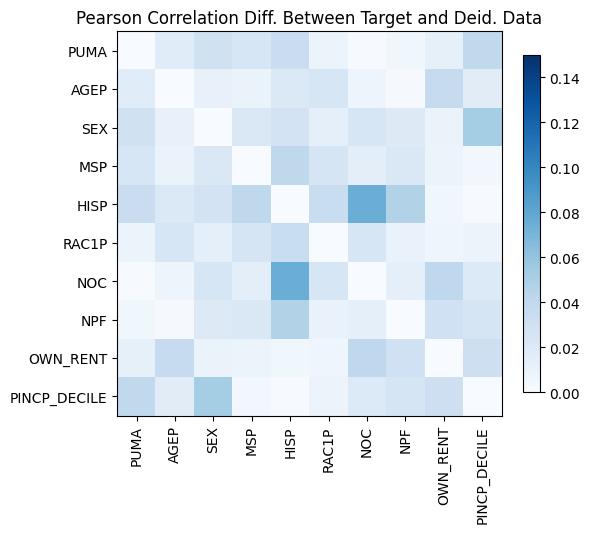 Pearson Correlation Diff. Between Target and Deid. Data
PUMA
AGEP
SEX
MSP
HISP
RAC1P
NOC
NPF
OWN_RENT
PINCP_DECILE
PUMA
AGEP
SEX
MSP
HISP
RAC1P
NOC
NPF
OWN_RENT
PINCP_DECILE
0.14
0.12
0.10
0.08
0.06
0.04
0.02
0.00